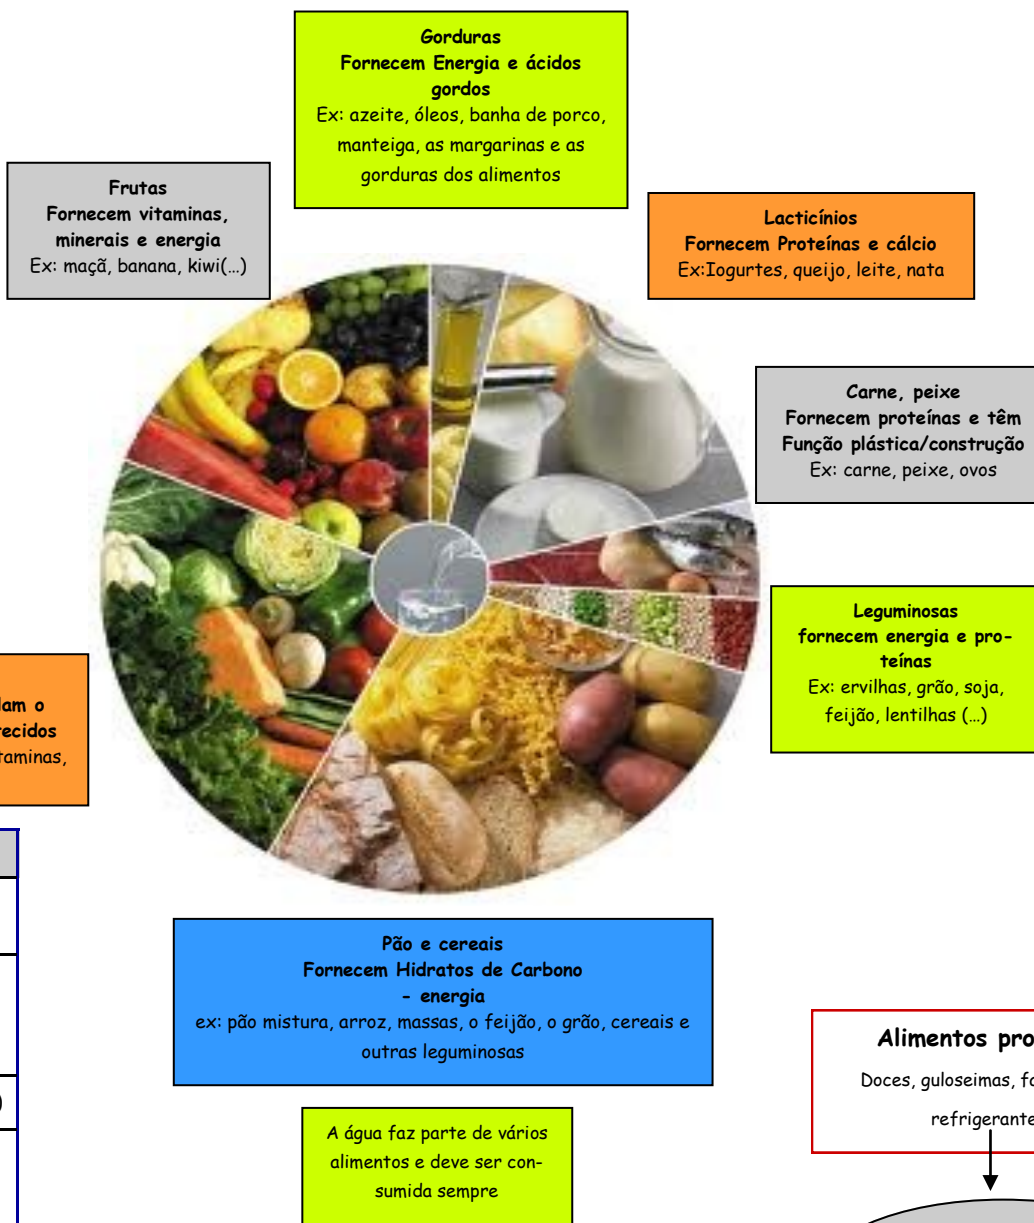 Gorduras
Fornecem Energia e ácidos
gordos
Ex: azeite, óleos, banha de porco,
manteiga, as margarinas e as
gorduras dos alimentos
Frutas
Fornecem vitaminas,
minerais e energia
Ex: maçã, banana, kiwi(...)
Lacticínios
Fornecem Proteínas e cálcio
Ex:Iogurtes, queijo, leite, nata
Carne, peixe
Fornecem proteínas e têm
Função plástica/construção
Ex: carne, peixe, ovos
Leguminosas
fornecem energia e pro-
teínas
Ex: ervilhas, grão, soja,
feijão, lentilhas (...)
o
Pão e cereais
Fornecem Hidratos de Carbono
- energia
ex: pão mistura, arroz, massas, o feijão, o grão, cereais e
outras leguminosas
A água faz parte de vários
alimentos e deve ser con-
sumida sempre
Alimentos
Doces, guloseimas,
)